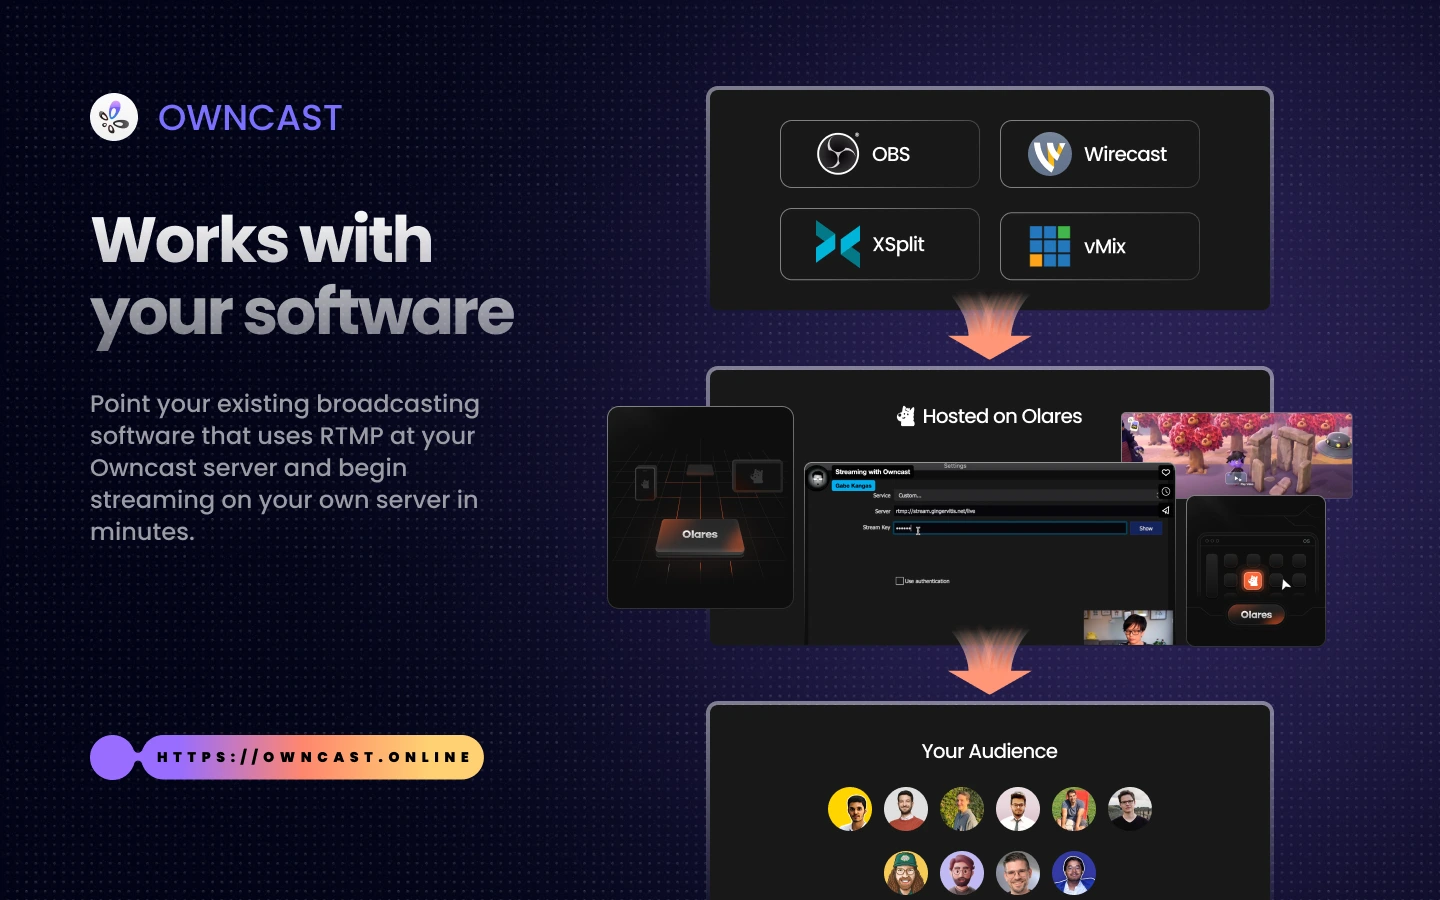 OWNCAST
Works with
your software
Point your existing broadcasting
software that uses RTMP at your
Owncast server and begin
streaming on your own server in
minutes.
HTTPS://OWNCAST.ONLINE
OBS
Wirecast
XSplit
vMix
Hosted on Olares
Olares
Settings
Streaming with Owncast
Gabe Kangas
Service Custom...
Server rtmp://stream.gingervitis.net/live
Stream Key •••••• Show
Use authentication
OS
Olares
Your Audience